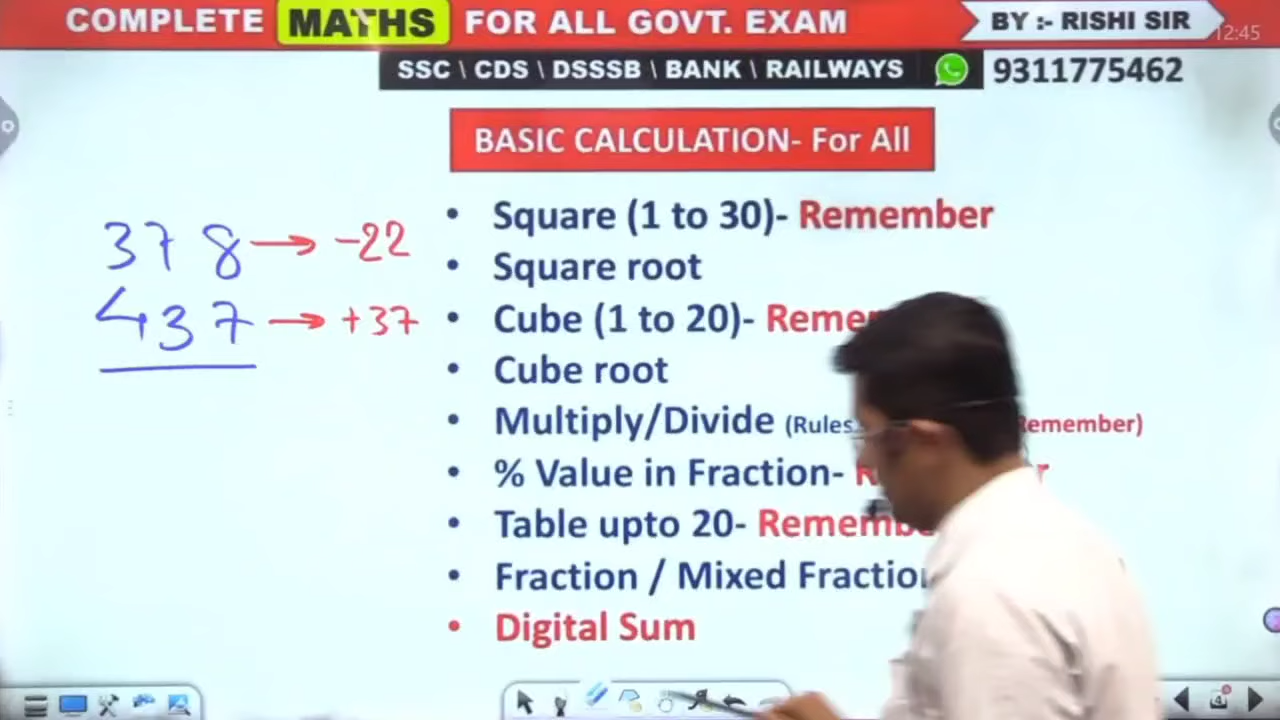 COMPLETE MATHS FOR ALL GOVT. EXAM
BY :- RISHI SIR
12:45
SSC \ CDS \ DSSSB \ BANK \ RAILWAYS
9311775462
BASIC CALCULATION- For All
378 → -22
437 → +37
• Square (1 to 30)- Remember
• Square root
• Cube (1 to 20)-
• Cube root
• Multiply/Divide (Rules
• % Value in Fraction-
• Table upto 20-
• Fraction / Mixed
• Digital Sum
4